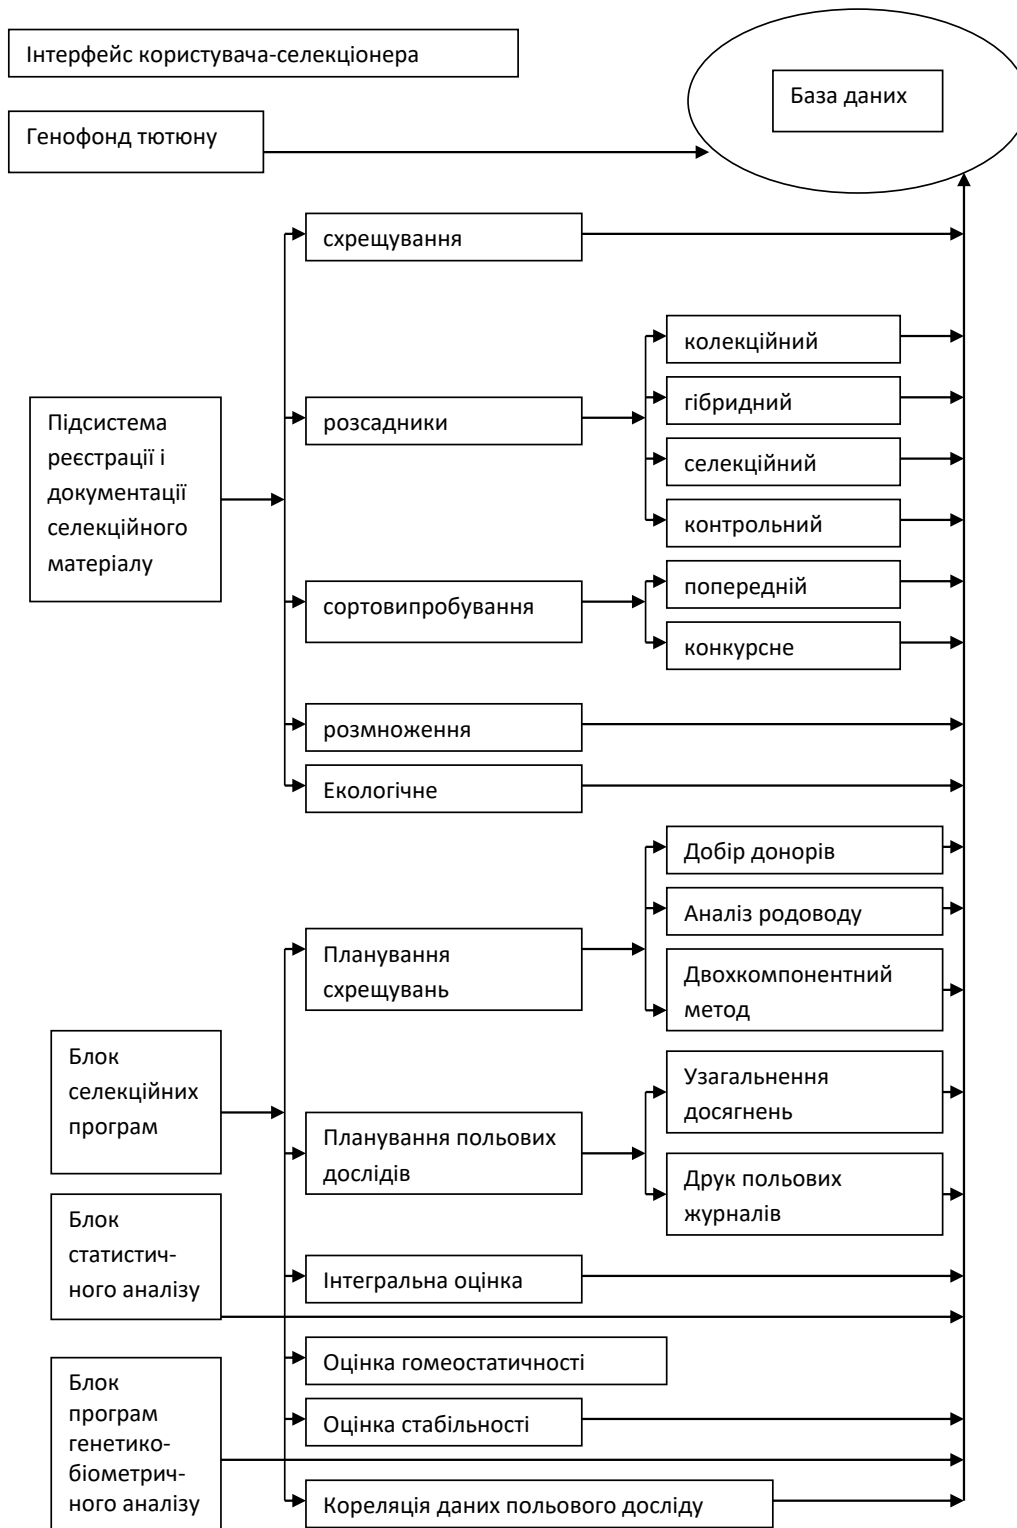 Інтерфейс користувача-селекціонера
База даних
Генофонд тютюну
схрещування
колекційний
гібридний
Підсистема
реєстрації і
документації
селекційного
матеріалу
розсадники
селекційний
контрольний
сортовипробування
попередній
конкурсне
розмноження
Екологічне
Добір донорів
Аналіз родоводу
Планування
схрещувань
Двохкомпонентний
метод
Блок
селекційних
програм
Узагальнення
досягнень
Планування польових
дослідів
Друк польових
журналів
Блок
статистич-
ного аналізу
Інтегральна оцінка
Оцінка гомеостатичності
Блок
програм
генетико-
біометрич-
ного аналізу
Оцінка стабільності
Кореляція даних польового досліду